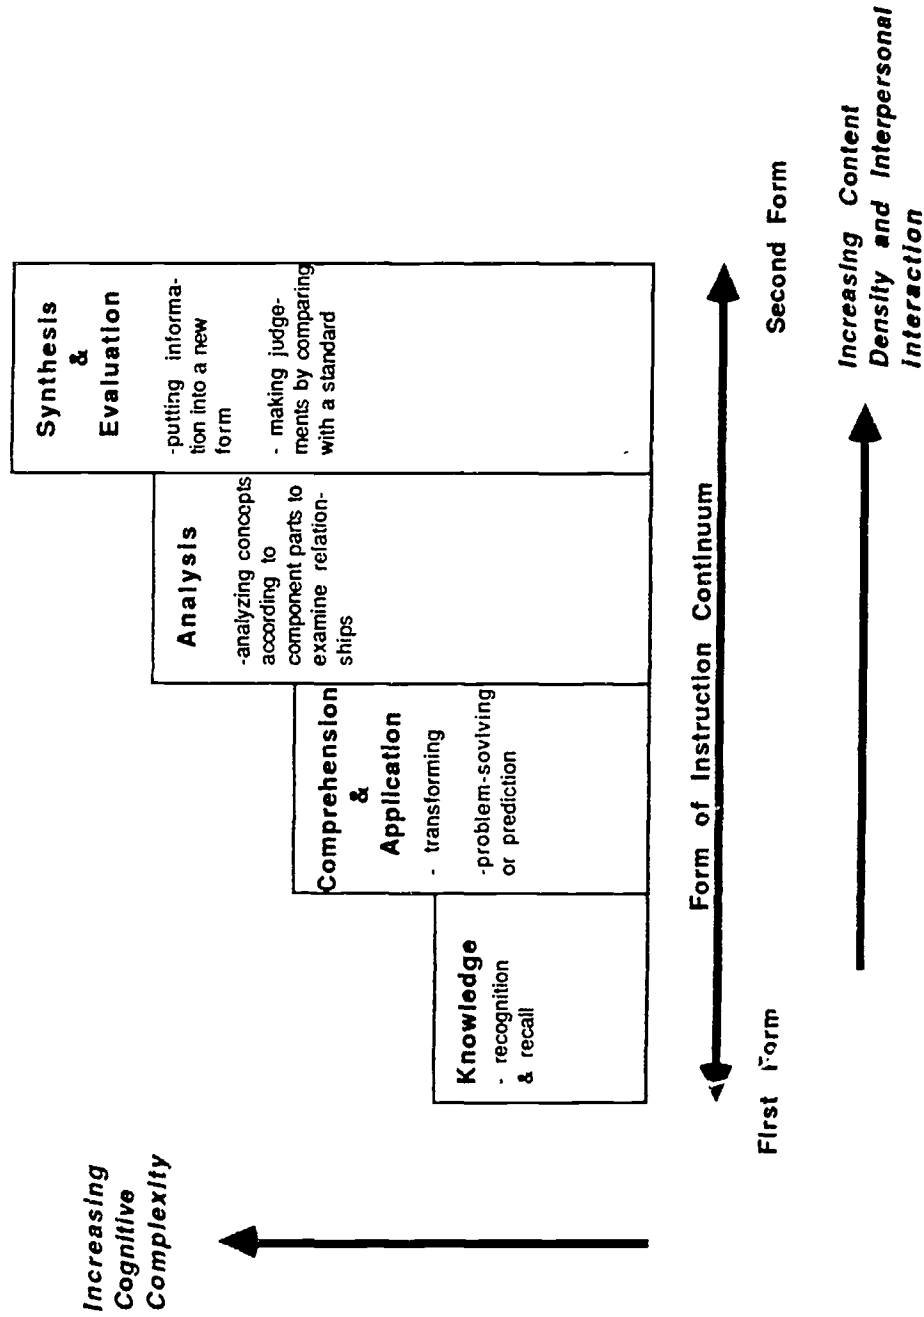 Increasing
Cognitive
Complexity
Knowledge
- recognition
& recall
Comprehension
&
Application
- transforming
-problem-soviving
or prediction
Analysis
-analyzing concepts
according to
component parts to
examine relation-
ships
Synthesis
&
Evaluation
-putting informa-
tion into a new
form
- making judge-
ments by comparing
with a standard
Form of Instruction Continuum
First Form
Second Form
Increasing Content
Density and Interpersonal
Interaction